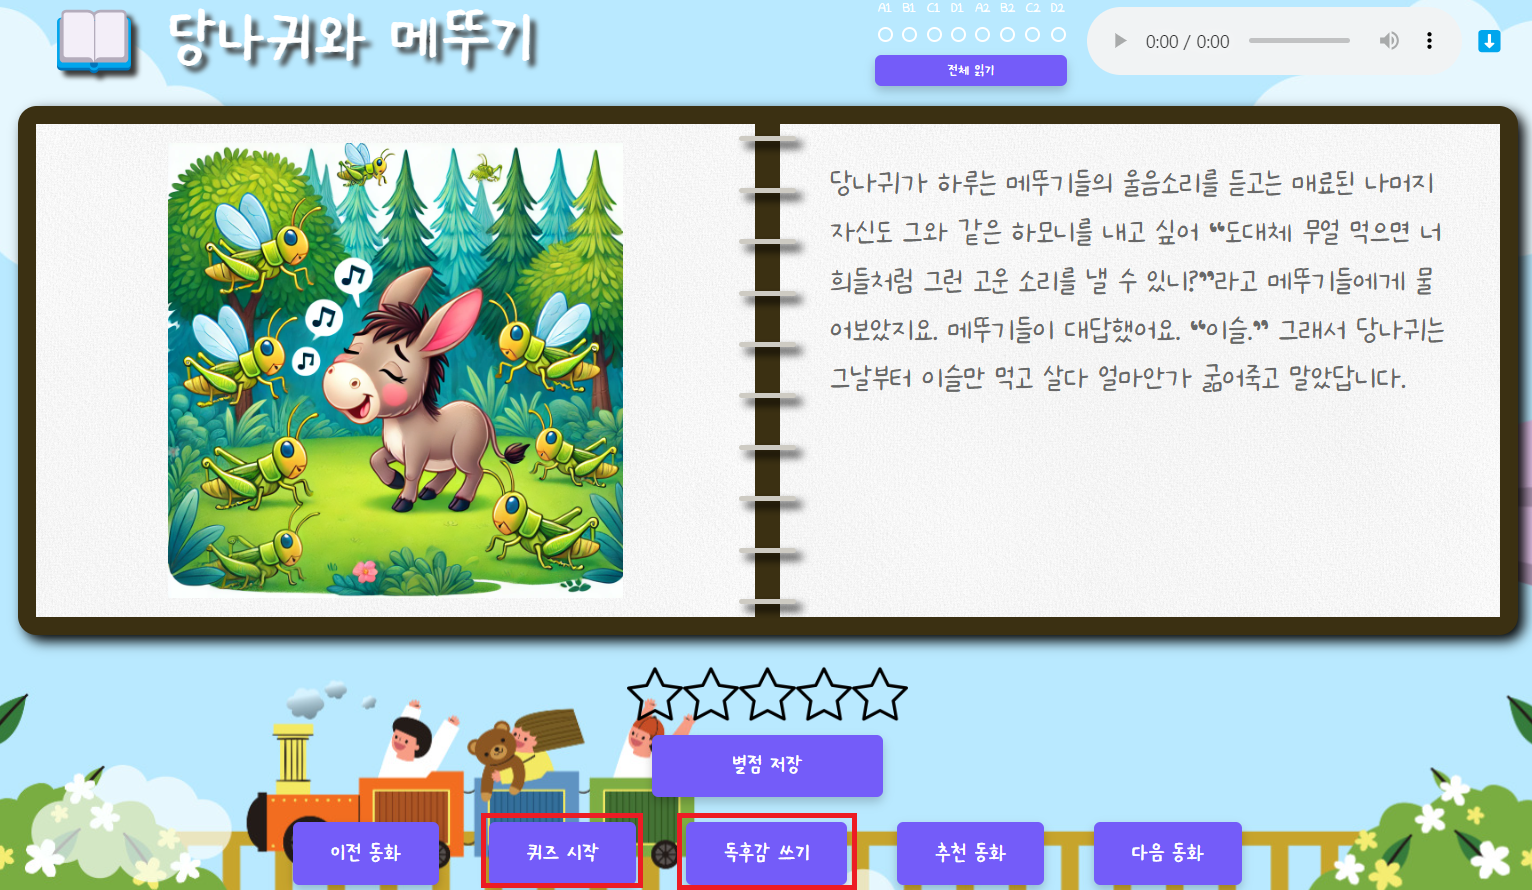 당나귀와 메뚜기
A1 B1 C1 D1 A2 B2 C2 D2
전체 읽기
0:00 / 0:00
당나귀가 하루는 메뚜기들의 울음소리를 듣고는 매료된 나머지
자신도 그와 같은 하모니를 내고 싶어 “도대체 무얼 먹으면 너
희들처럼 그런 고운 소리를 낼 수 있니?”라고 메뚜기들에게 물
어보았지요. 메뚜기들이 대답했어요. “이슬.” 그래서 당나귀는
그날부터 이슬만 먹고 살다 얼마안가 굶어죽고 말았답니다.
별점 저장
이전 동화
퀴즈 시작
독후감 쓰기
추천 동화
다음 동화